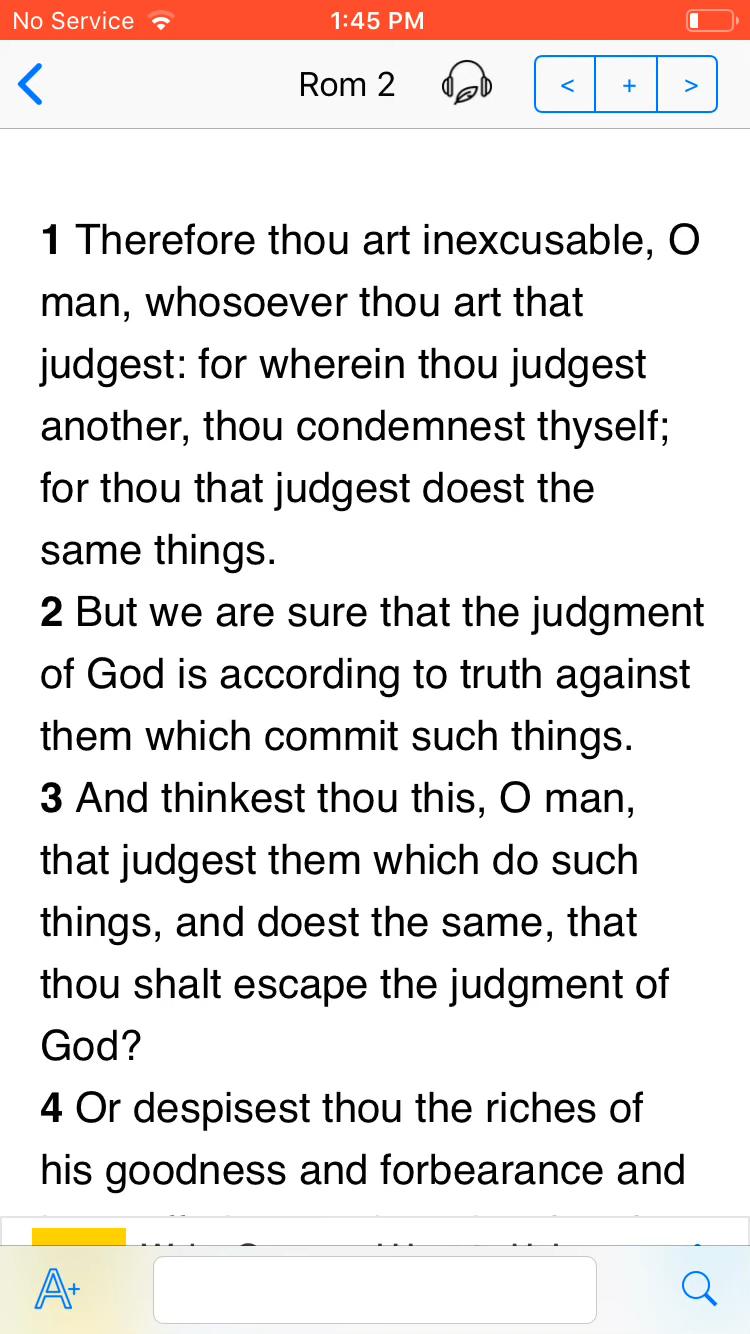 No Service 1:45 PM
Rom 2 < + >
1 Therefore thou art inexcusable, O
man, whosoever thou art that
judgest: for wherein thou judgest
another, thou condemnest thyself;
for thou that judgest doest the
same things.
2 But we are sure that the judgment
of God is according to truth against
them which commit such things.
3 And thinkest thou this, O man,
that judgest them which do such
things, and doest the same, that
thou shalt escape the judgment of
God?
4 Or despisest thou the riches of
his goodness and forbearance and
A+